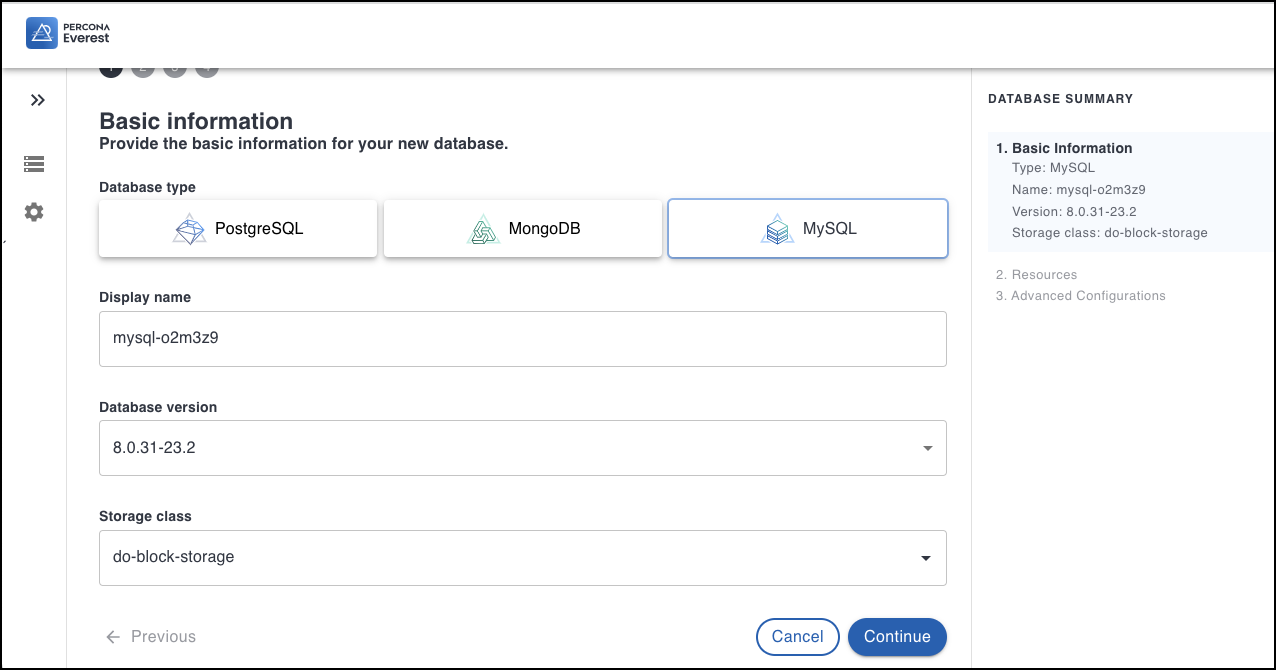 PERCONA
Everest
Basic information
Provide the basic information for your new database.
Database type
PostgreSQL
MongoDB
MySQL
Display name
mysql-o2m3z9
Database version
8.0.31-23.2
Storage class
do-block-storage
Previous
Cancel
Continue
DATABASE SUMMARY
1. Basic Information
Type: MySQL
Name: mysql-o2m3z9
Version: 8.0.31-23.2
Storage class: do-block-storage
2. Resources
3. Advanced Configurations